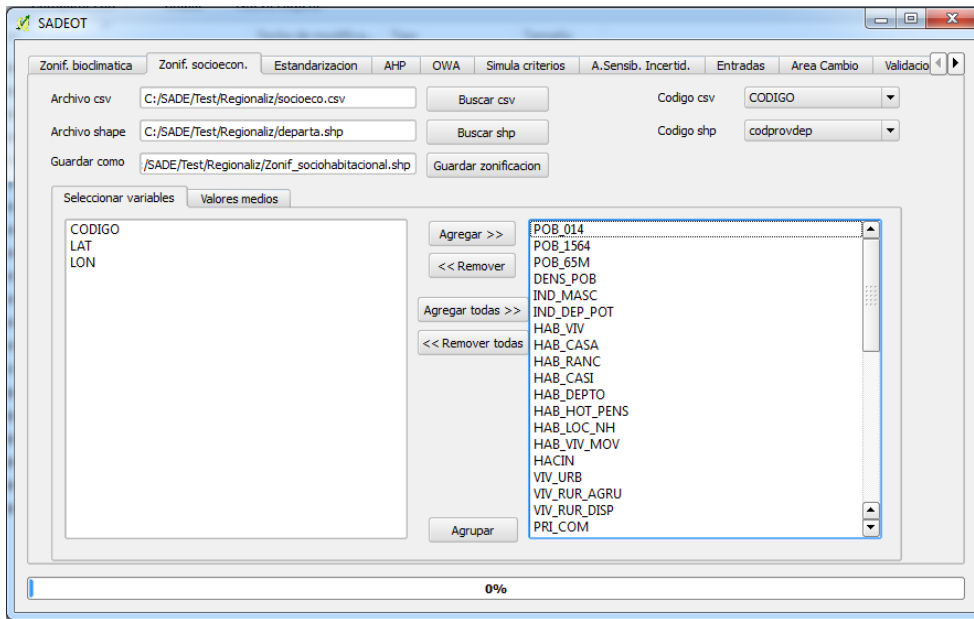 SADEOT
Zonif. bioclimatica Zonif. socioecon. Estandarizacion AHP OWA Simula criterios A.Sensib. Incertid. Entradas Area Cambio Validacio
Archivo csv C:/SADE/Test/Regionaliz/socioeco.csv Buscar csv Codigo csv CODIGO
Archivo shape C:/SADE/Test/Regionaliz/departa.shp Buscar shp Codigo shp codprovdep
Guardar como /SADE/Test/Regionaliz/Zonif_sociohabitacional.shp Guardar zonificacion
Seleccionar variables Valores medios
CODIGO
LAT
LON
Agregar >>
<< Remover
Agregar todas >>
<< Remover todas
Agrupar
POB_014
POB_1564
POB_65M
DENS_POB
IND_MASC
IND_DEP_POT
HAB_VIV
HAB_CASA
HAB_RANC
HAB_CASI
HAB_DEPTO
HAB_HOT_PENS
HAB_LOC_NH
HAB_VIV_MOV
HACIN
VIV_URB
VIV_RUR_AGRU
VIV_RUR_DISP
PRI_COM
0%